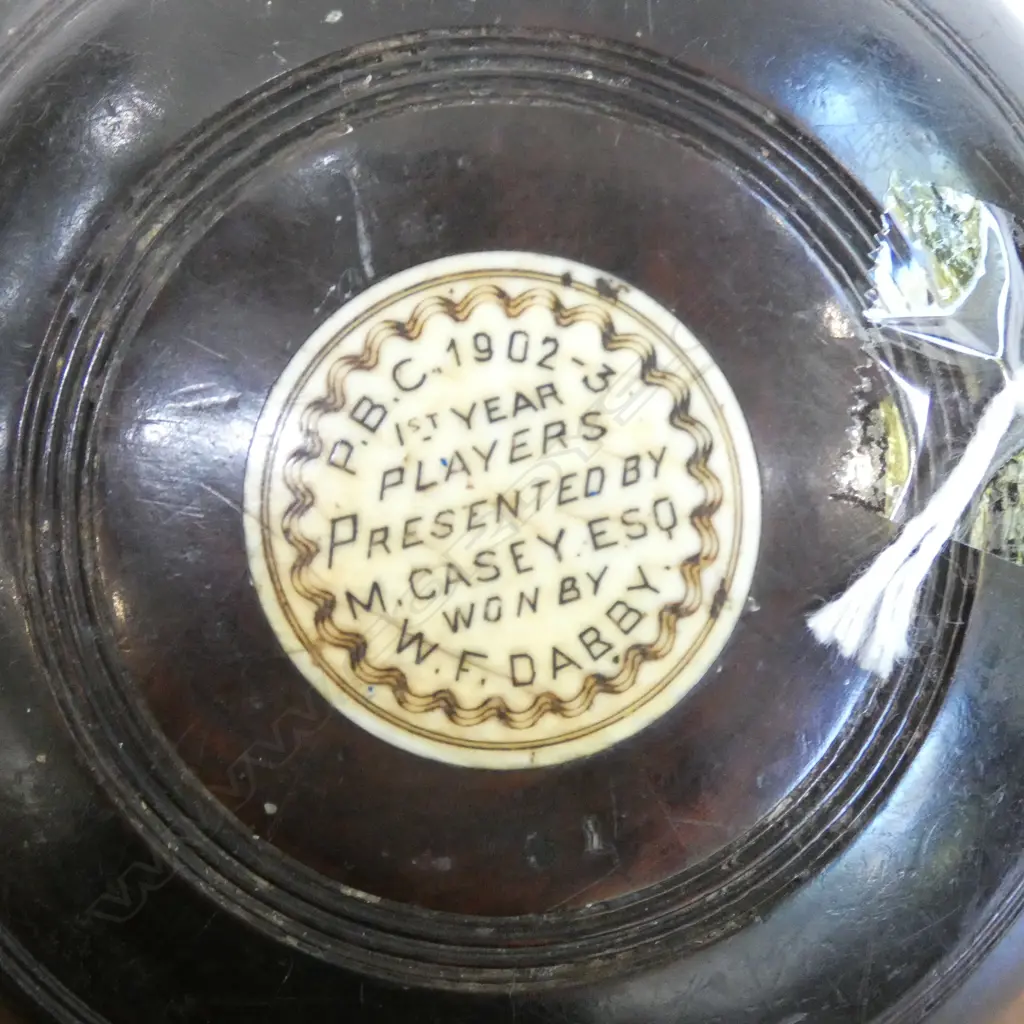 P.B.C. 1902-3
1ST YEAR
PLAYERS
PRESENTED BY
M. CASEY. ESQ
WON BY
W. F. DABBY.